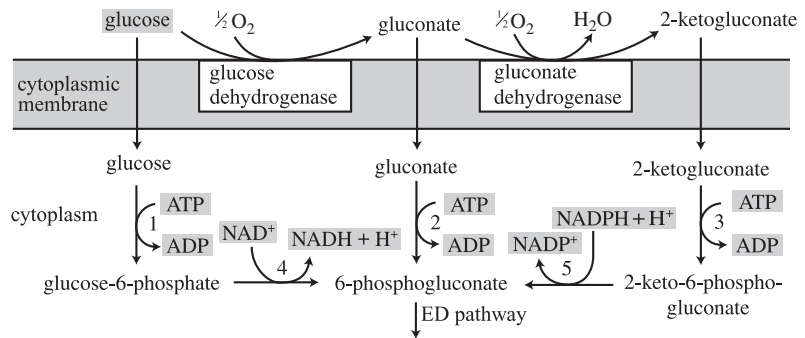 glucose ½O₂ gluconate ½O₂ H₂O 2-ketogluconate
cytoplasmic
membrane
glucose
dehydrogenase
gluconate
dehydrogenase
glucose gluconate 2-ketogluconate
cytoplasm
1 ATP
ADP
2 ATP
ADP
3 ATP
ADP
NAD⁺ NADH + H⁺
4
NADPH + H⁺
NADP⁺
5
glucose-6-phosphate 6-phosphogluconate 2-keto-6-phospho-
gluconate
ED pathway